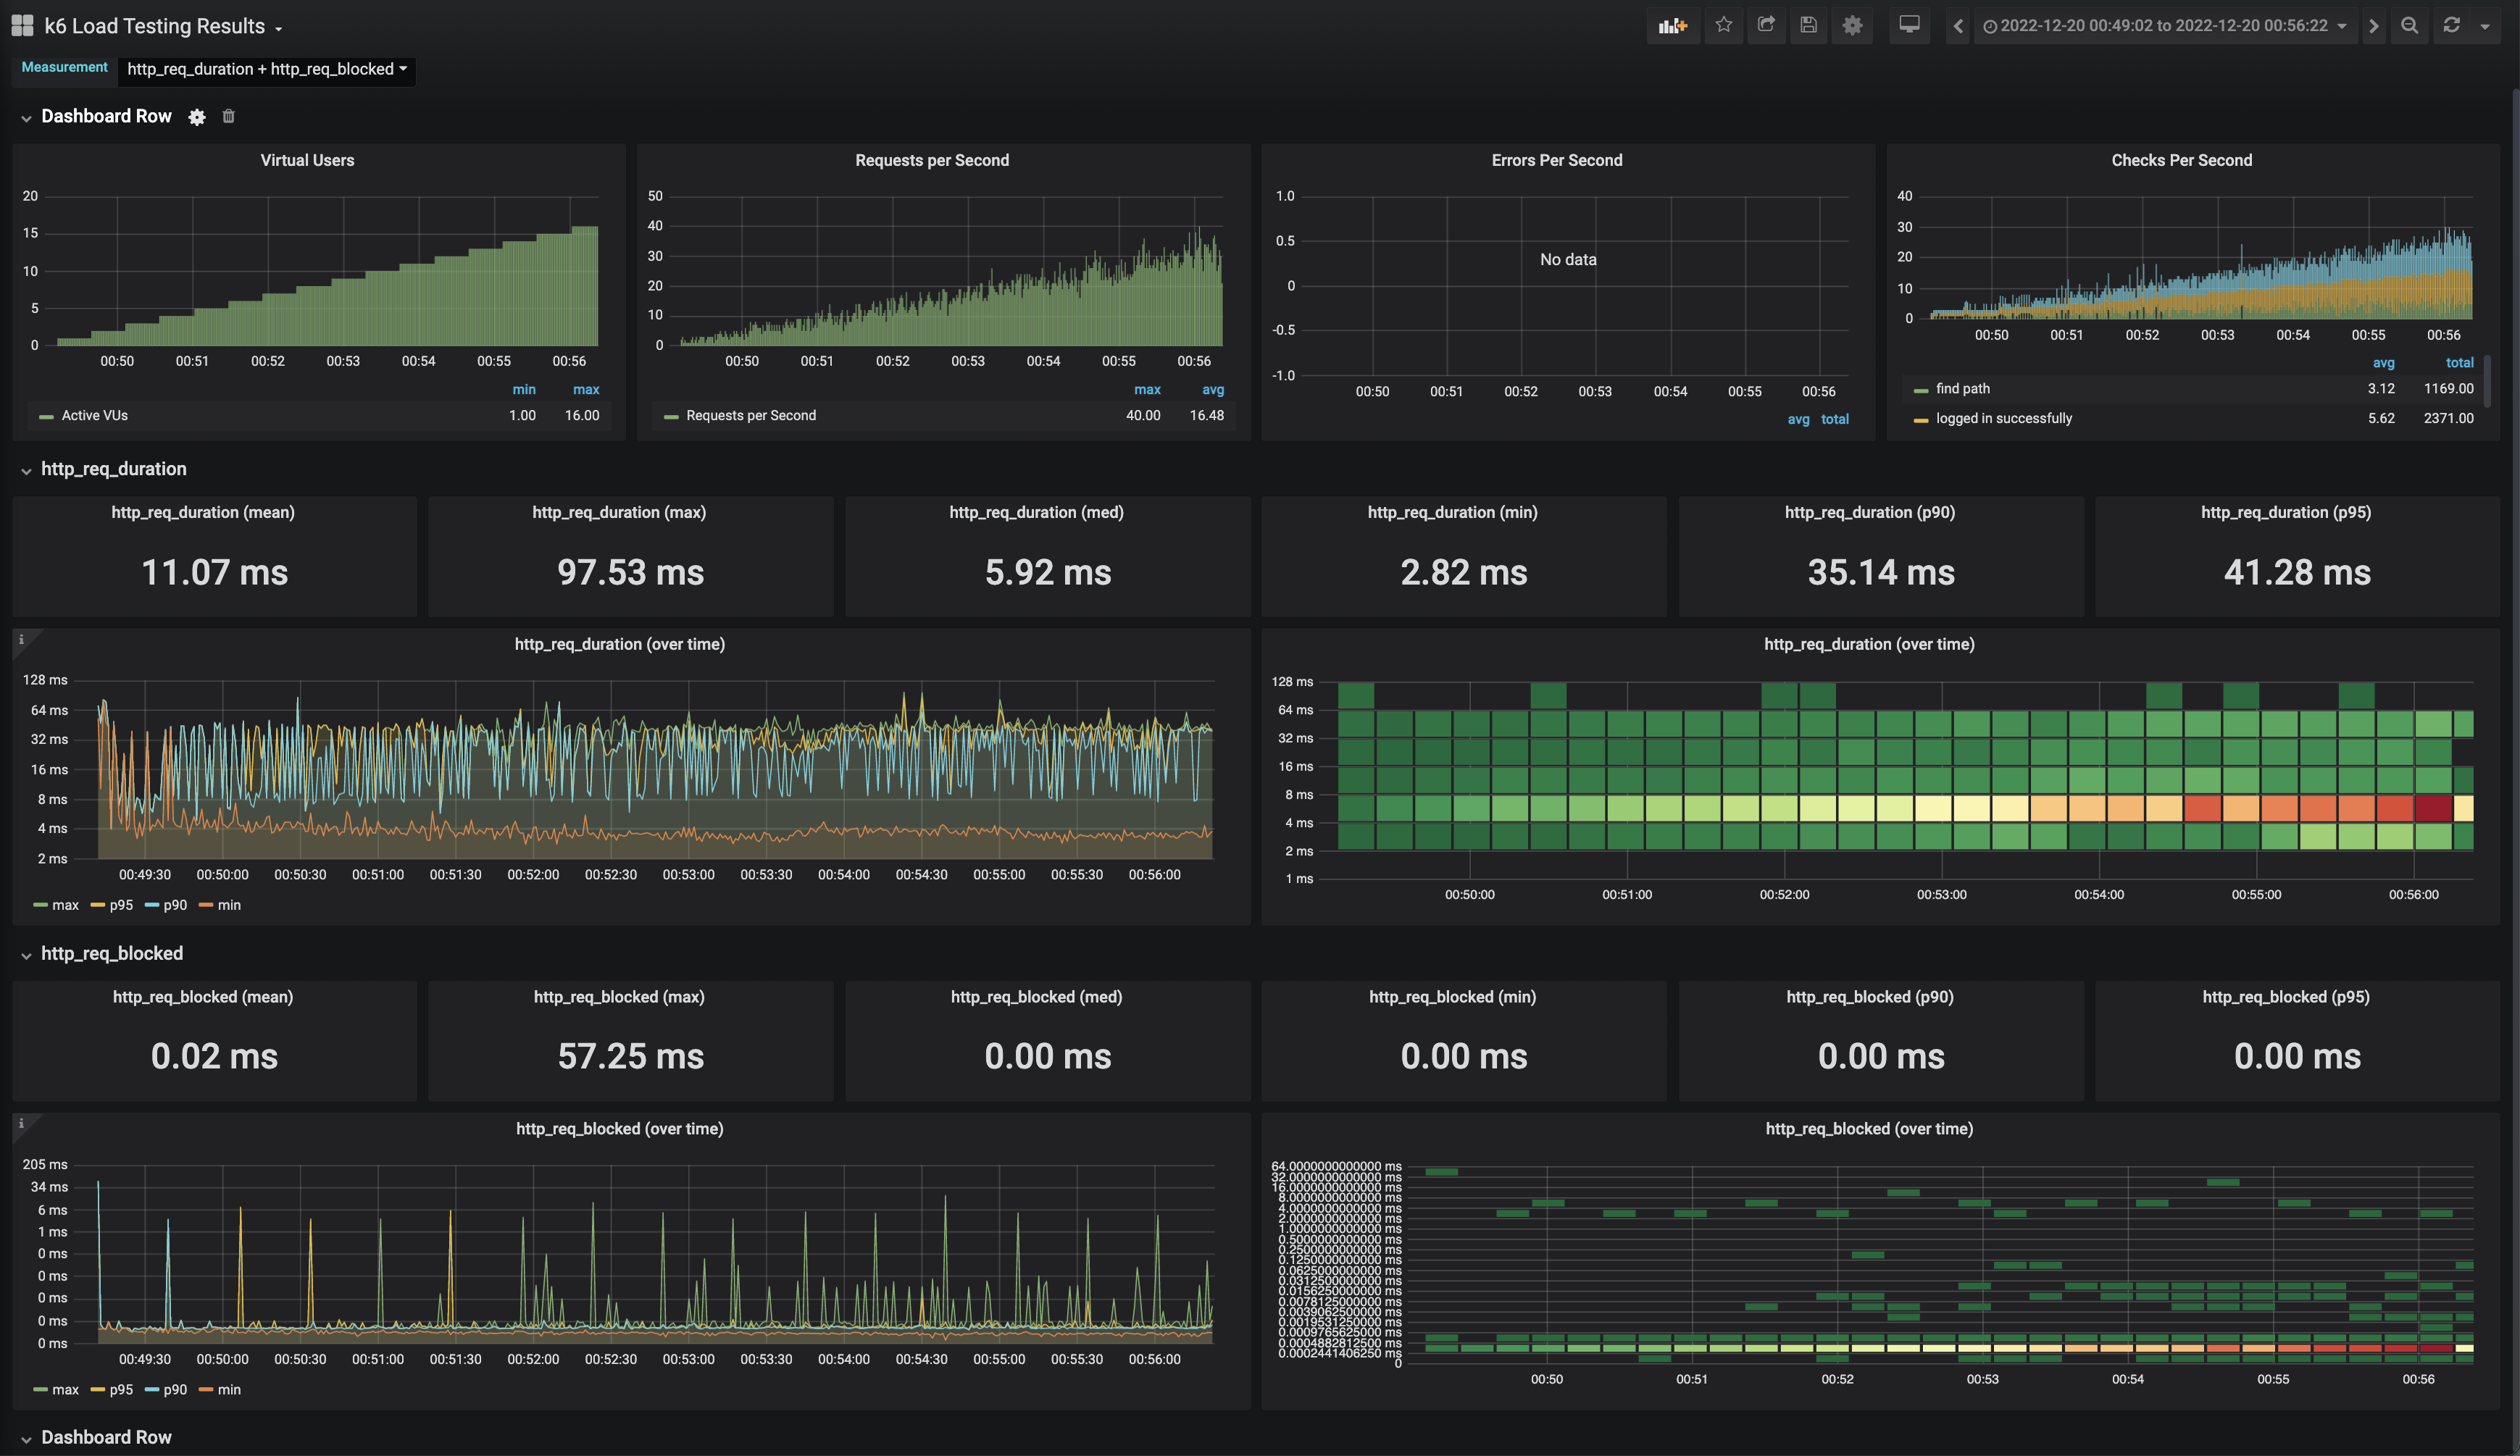 k6 Load Testing Results
2022-12-20 00:49:02 to 2022-12-20 00:56:22
Measurement http_req_duration + http_req_blocked
Dashboard Row
Virtual Users
20
15
10
5
0
00:50 00:51 00:52 00:53 00:54 00:55 00:56
min max
Active VUs 1.00 16.00
Requests per Second
50
40
30
20
10
0
00:50 00:51 00:52 00:53 00:54 00:55 00:56
max avg
Requests per Second 40.00 16.48
Errors Per Second
1.0
0.5
0
-0.5
-1.0
No data
00:50 00:51 00:52 00:53 00:54 00:55 00:56
avg total
Checks Per Second
40
30
20
10
0
00:50 00:51 00:52 00:53 00:54 00:55 00:56
avg total
find path 3.12 1169.00
logged in successfully 5.62 2371.00
http_req_duration
http_req_duration (mean)
11.07 ms
http_req_duration (max)
97.53 ms
http_req_duration (med)
5.92 ms
http_req_duration (min)
2.82 ms
http_req_duration (p90)
35.14 ms
http_req_duration (p95)
41.28 ms
i
http_req_duration (over time)
128 ms
64 ms
32 ms
16 ms
8 ms
4 ms
2 ms
00:49:30 00:50:00 00:50:30 00:51:00 00:51:30 00:52:00 00:52:30 00:53:00 00:53:30 00:54:00 00:54:30 00:55:00 00:55:30 00:56:00
max p95 p90 min
http_req_duration (over time)
128 ms
64 ms
32 ms
16 ms
8 ms
4 ms
2 ms
1 ms
00:50:00 00:51:00 00:52:00 00:53:00 00:54:00 00:55:00 00:56:00
http_req_blocked
http_req_blocked (mean)
0.02 ms
http_req_blocked (max)
57.25 ms
http_req_blocked (med)
0.00 ms
http_req_blocked (min)
0.00 ms
http_req_blocked (p90)
0.00 ms
http_req_blocked (p95)
0.00 ms
i
http_req_blocked (over time)
205 ms
34 ms
6 ms
1 ms
0 ms
0 ms
0 ms
0 ms
0 ms
00:49:30 00:50:00 00:50:30 00:51:00 00:51:30 00:52:00 00:52:30 00:53:00 00:53:30 00:54:00 00:54:30 00:55:00 00:55:30 00:56:00
max p95 p90 min
http_req_blocked (over time)
64.0000000000000 ms
32.0000000000000 ms
16.0000000000000 ms
8.0000000000000 ms
4.0000000000000 ms
2.0000000000000 ms
1.0000000000000 ms
0.5000000000000 ms
0.2500000000000 ms
0.1250000000000 ms
0.0625000000000 ms
0.0312500000000 ms
0.0156250000000 ms
0.0078125000000 ms
0.0039062500000 ms
0.0019531250000 ms
0.0009765625000 ms
0.0004882812500 ms
0.0002441406250 ms
0
00:50 00:51 00:52 00:53 00:54 00:55 00:56
Dashboard Row